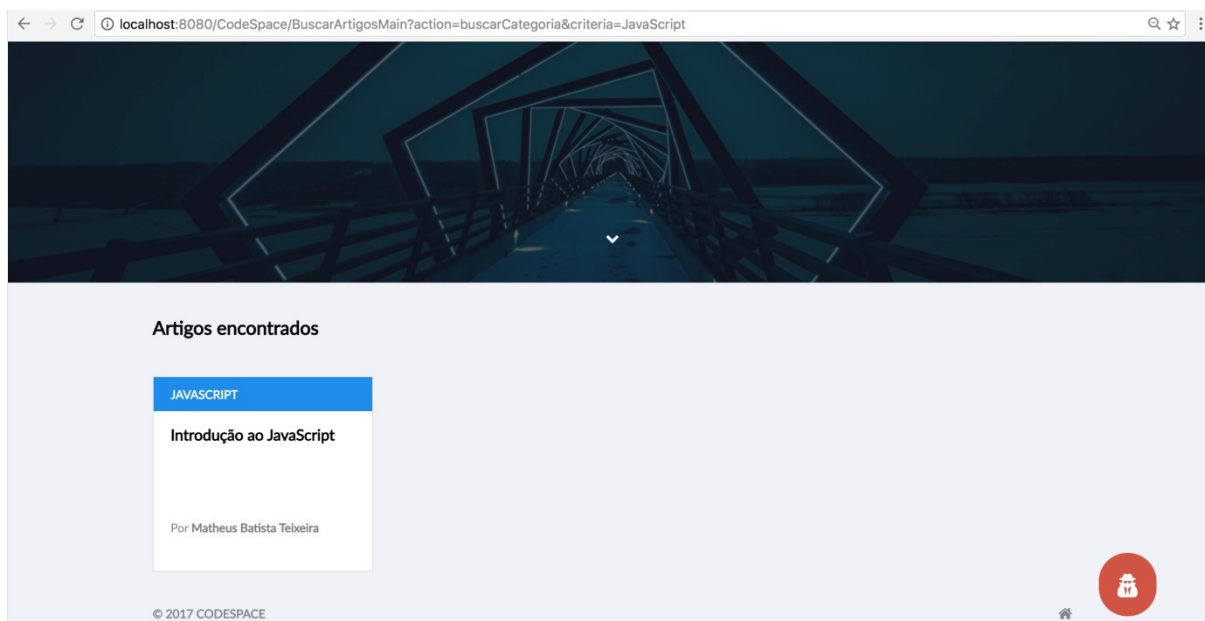 localhost:8080/CodeSpace/BuscarArtigosMain?action=buscarCategoria&criteria=JavaScript
Artigos encontrados
JAVASCRIPT
Introdução ao JavaScript
Por Matheus Batista Teixeira
© 2017 CODESPACE